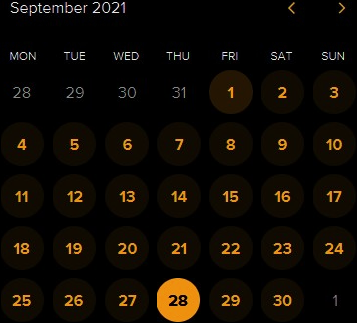 September 2021
MON TUE WED THU FRI SAT SUN
28 29 30 31 1 2 3
4 5 6 7 8 9 10
11 12 13 14 15 16 17
18 19 20 21 22 23 24
25 26 27 28 29 30 1